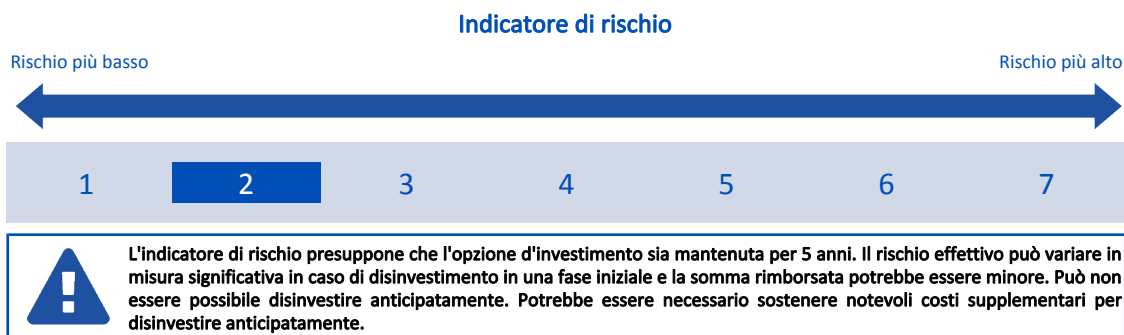 Indicatore di rischio
Rischio più basso Rischio più alto
1 2 3 4 5 6 7
L'indicatore di rischio presuppone che l'opzione d'investimento sia mantenuta per 5 anni. Il rischio effettivo può variare in
misura significativa in caso di disinvestimento in una fase iniziale e la somma rimborsata potrebbe essere minore. Può non
essere possibile disinvestire anticipatamente. Potrebbe essere necessario sostenere notevoli costi supplementari per
disinvestire anticipatamente.